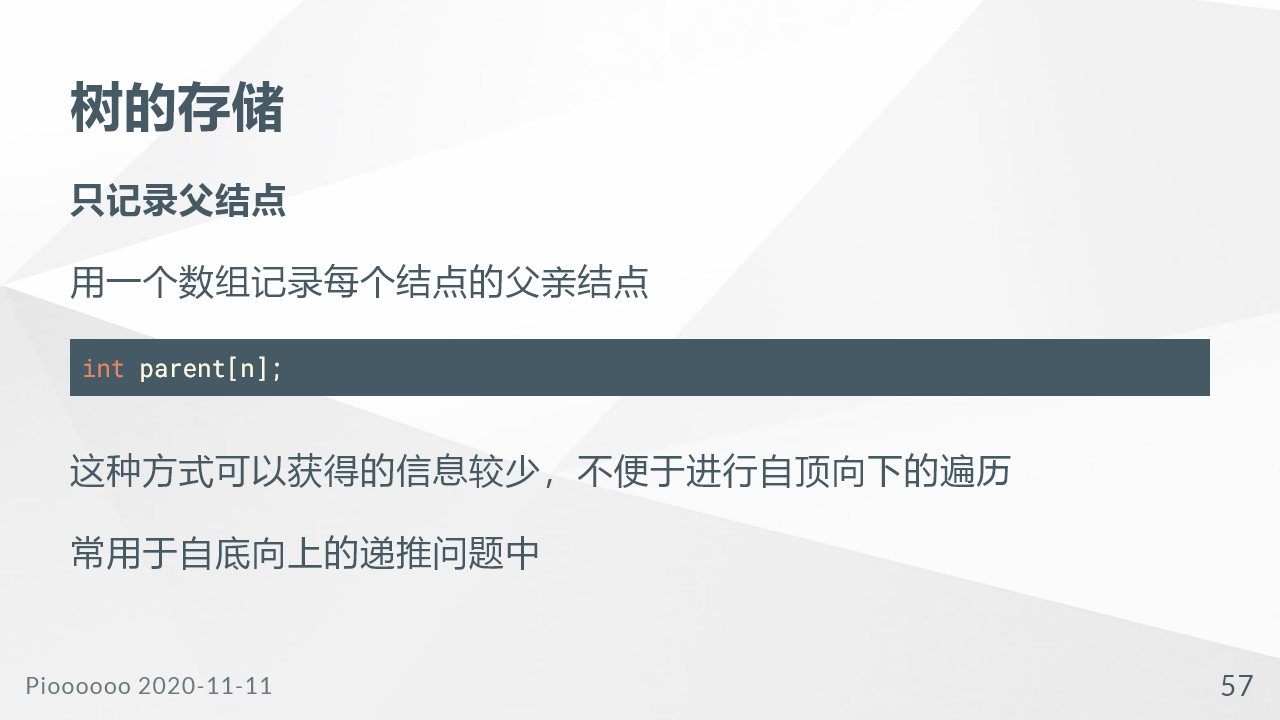 树的存储
只记录父结点
用一个数组记录每个结点的父亲结点
int parent[n];
这种方式可以获得的信息较少，不便于进行自顶向下的遍历
常用于自底向上的递推问题中
Pioooooo 2020-11-11
57